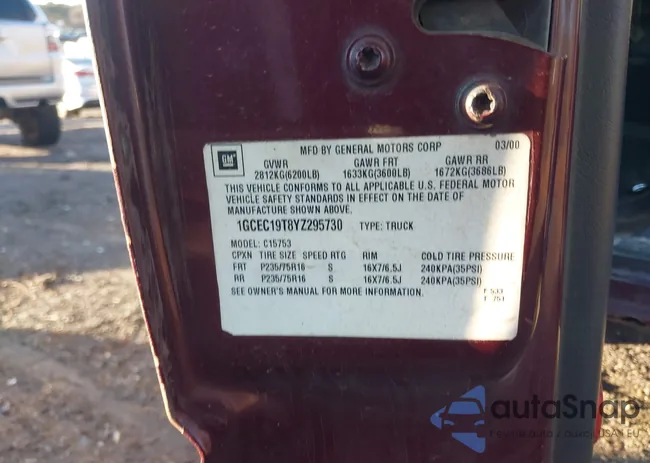 MFD BY GENERAL MOTORS CORP 03/00
GM
GVWR GAWR FRT GAWR RR
2812KG(6200LB) 1633KG(3600LB) 1672KG(3686LB)
THIS VEHICLE CONFORMS TO ALL APPLICABLE U.S. FEDERAL MOTOR
VEHICLE SAFETY STANDARDS IN EFFECT ON THE DATE OF
MANUFACTURE SHOWN ABOVE.
1GCEC19T8YZ295730 TYPE: TRUCK
MODEL: C15753
CPXN TIRE SIZE SPEED RTG RIM COLD TIRE PRESSURE
FRT P235/75R16 S 16X7/6.5J 240KPA(35PSI)
RR P235/75R16 S 16X7/6.5J 240KPA(35PSI)
SEE OWNER'S MANUAL FOR MORE INFORMATION.
autoSnap